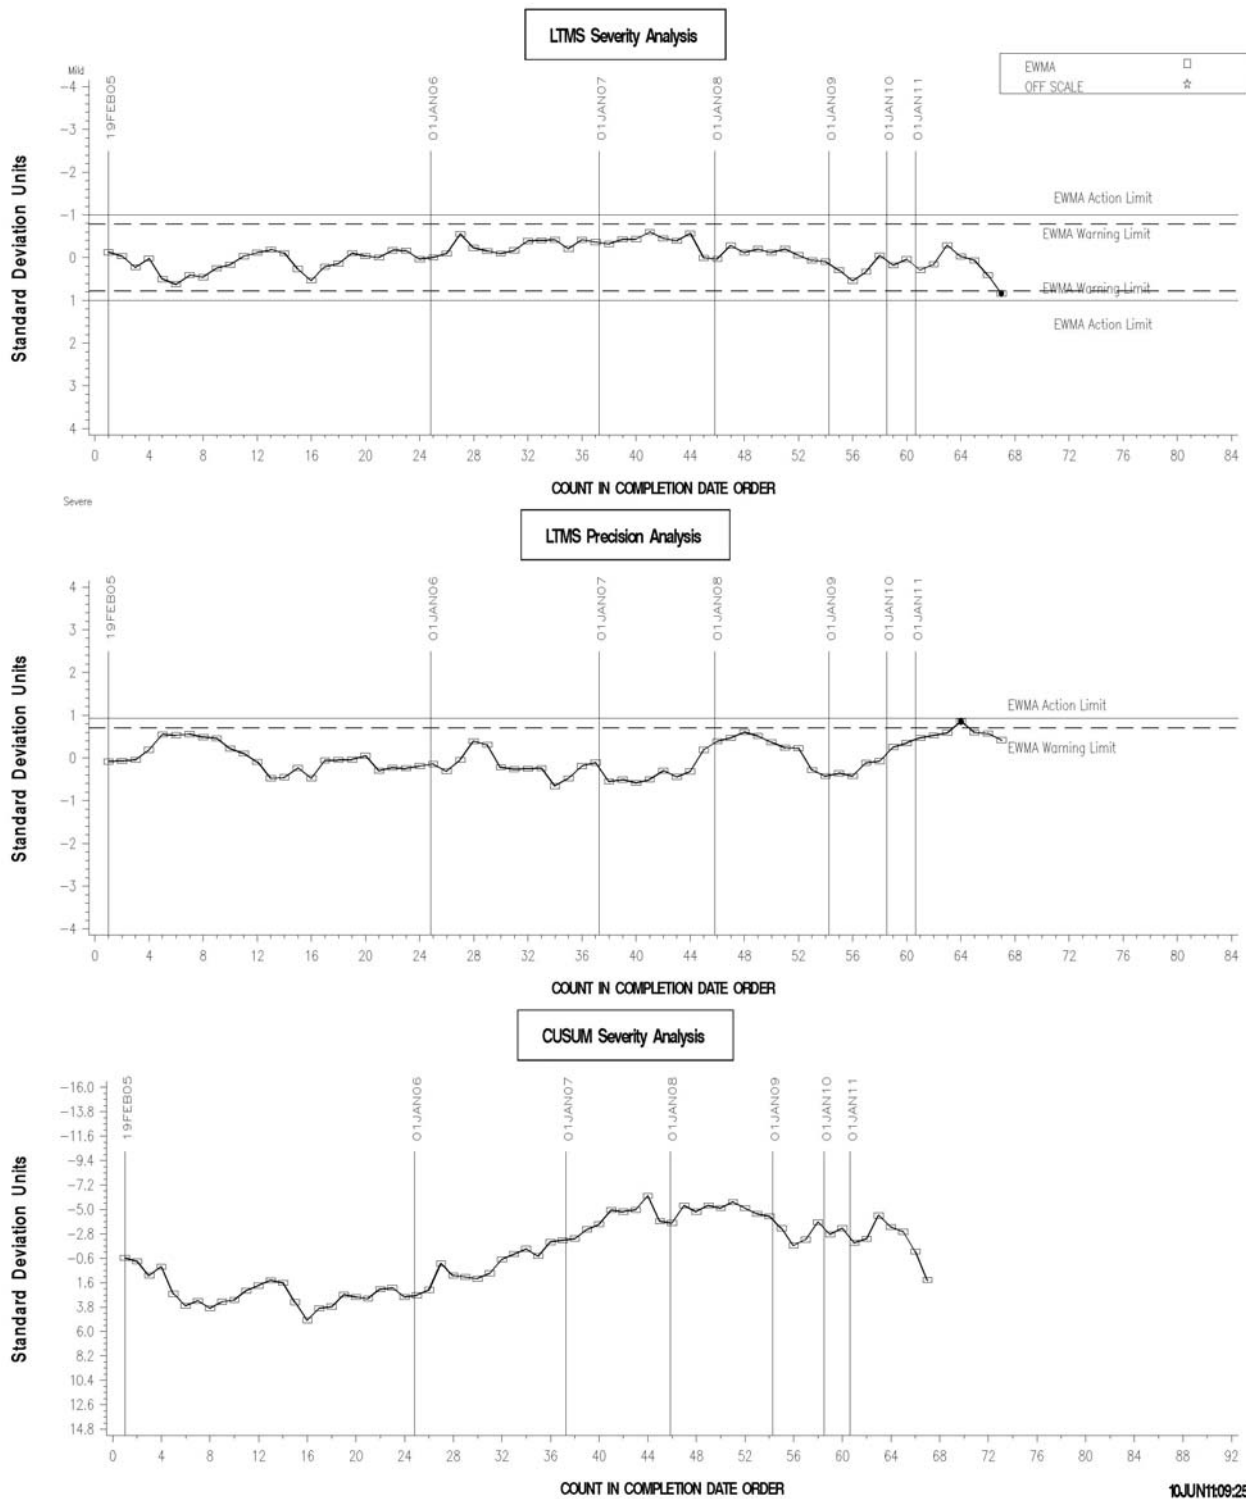 LTMS Severity Analysis
Mild
EWMA
OFF SCALE
19FEB05 01JAN06 01JAN07 01JAN08 01JAN09 01JAN10 01JAN11
-4
-3
-2
-1
0
1
2
3
4
Standard Deviation Units
EWMA Action Limit
EWMA Warning Limit
EWMA Warning Limit
EWMA Action Limit
0 4 8 12 16 20 24 28 32 36 40 44 48 52 56 60 64 68 72 76 80 84
COUNT IN COMPLETION DATE ORDER
Severe
LTMS Precision Analysis
19FEB05 01JAN06 01JAN07 01JAN08 01JAN09 01JAN10 01JAN11
4
3
2
1
0
-1
-2
-3
-4
Standard Deviation Units
EWMA Action Limit
EWMA Warning Limit
0 4 8 12 16 20 24 28 32 36 40 44 48 52 56 60 64 68 72 76 80 84
COUNT IN COMPLETION DATE ORDER
CUSUM Severity Analysis
19FEB05 01JAN06 01JAN07 01JAN08 01JAN09 01JAN10 01JAN11
-16.0
-13.8
-11.6
-9.4
-7.2
-5.0
-2.8
-0.6
1.6
3.8
6.0
8.2
10.4
12.6
14.8
Standard Deviation Units
0 4 8 12 16 20 24 28 32 36 40 44 48 52 56 60 64 68 72 76 80 84 88 92
COUNT IN COMPLETION DATE ORDER
10JUN11:09:25